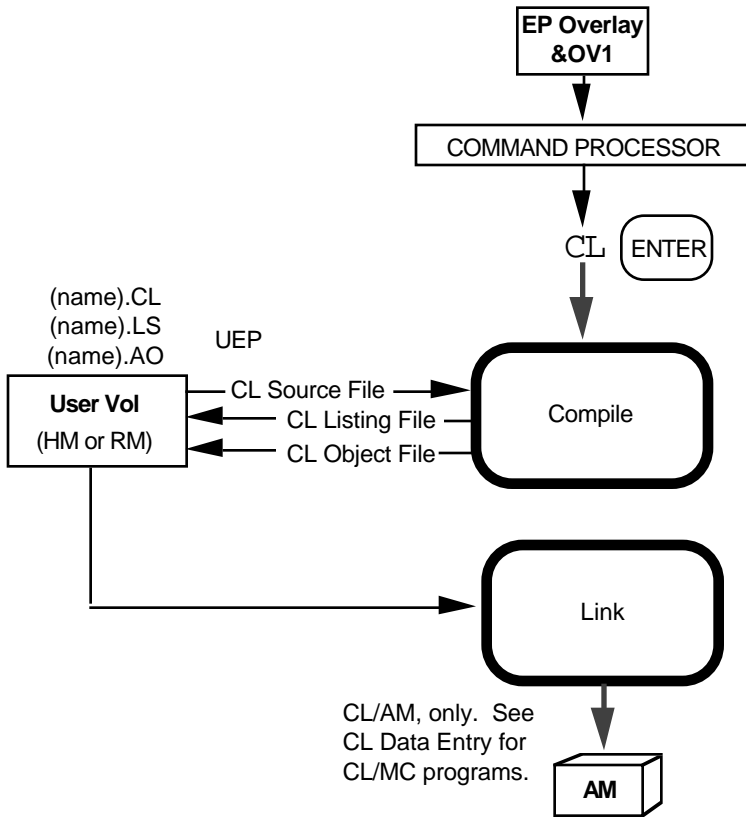 EP Overlay
&OV1
COMMAND PROCESSOR
CL
ENTER
(name).CL
(name).LS
(name).AO
UEP
User Vol
(HM or RM)
CL Source File
CL Listing File
CL Object File
Compile
Link
CL/AM, only. See
CL Data Entry for
CL/MC programs.
AM